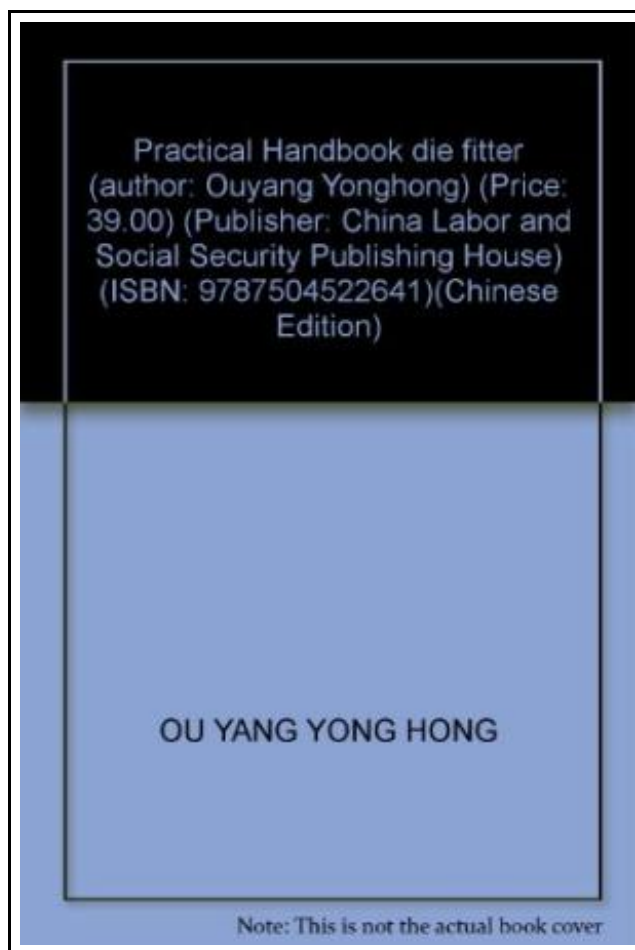 Practical Handbook die fitter
(author: Ouyang Yonghong) (Price:
39.00) (Publisher: China Labor and
Social Security Publishing House)
(ISBN: 9787504522641)(Chinese
Edition)
OU YANG YONG HONG
Note: This is not the actual book cover